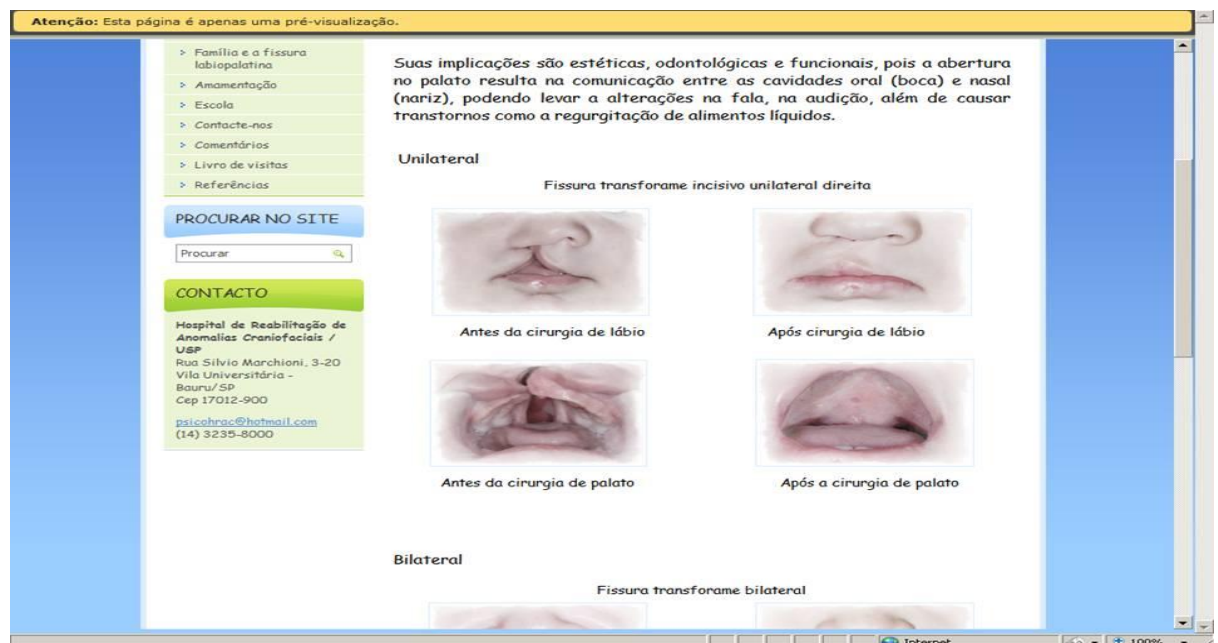 Atenção: Esta página é apenas uma pré-visualização.
Família e a fissura
labiopalatina
Amamentação
Escola
Contacte-nos
Comentários
Livro de visitas
Referências
PROCURAR NO SITE
Procurar
CONTACTO
Hospital de Reabilitação de
Anomalias Craniofaciais /
USP
Rua Silvio Marchioni, 3-20
Vila Universitária -
Bauru/SP
Cep 17012-900
psicohrac@hotmail.com
(14) 3235-8000
Suas implicações são estéticas, odontológicas e funcionais, pois a abertura
no palato resulta na comunicação entre as cavidades oral (boca) e nasal
(nariz), podendo levar a alterações na fala, na audição, além de causar
transtornos como a regurgitação de alimentos líquidos.
Unilateral
Fissura transforame incisivo unilateral direita
Antes da cirurgia de lábio
Após cirurgia de lábio
Antes da cirurgia de palato
Após a cirurgia de palato
Bilateral
Fissura transforame bilateral
Internet
100%